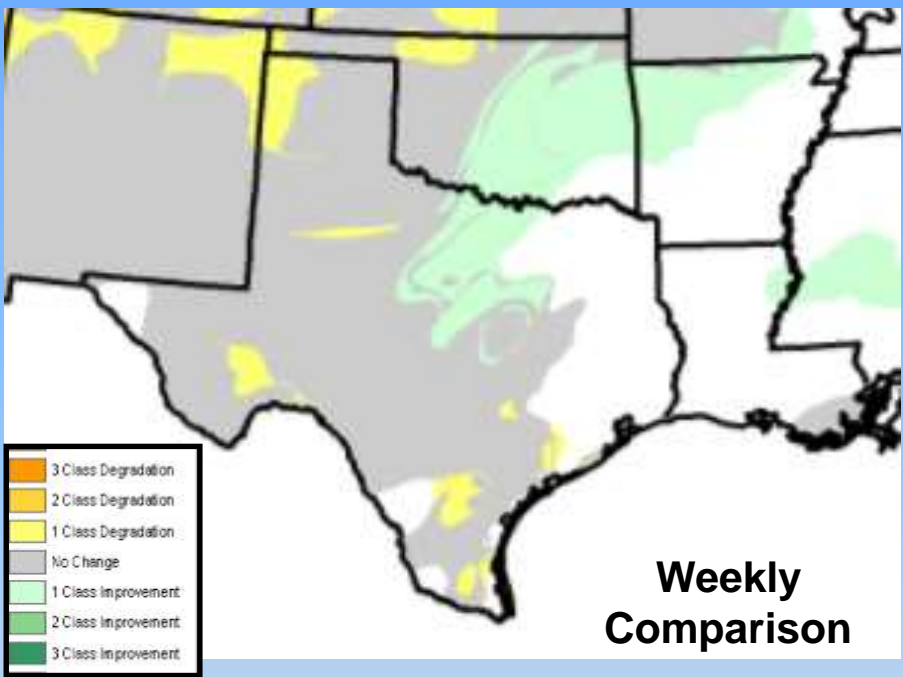 3 Class Degradation
2 Class Degradation
1 Class Degradation
No Change
1 Class Improvement
2 Class Improvement
3 Class Improvement
Weekly
Comparison